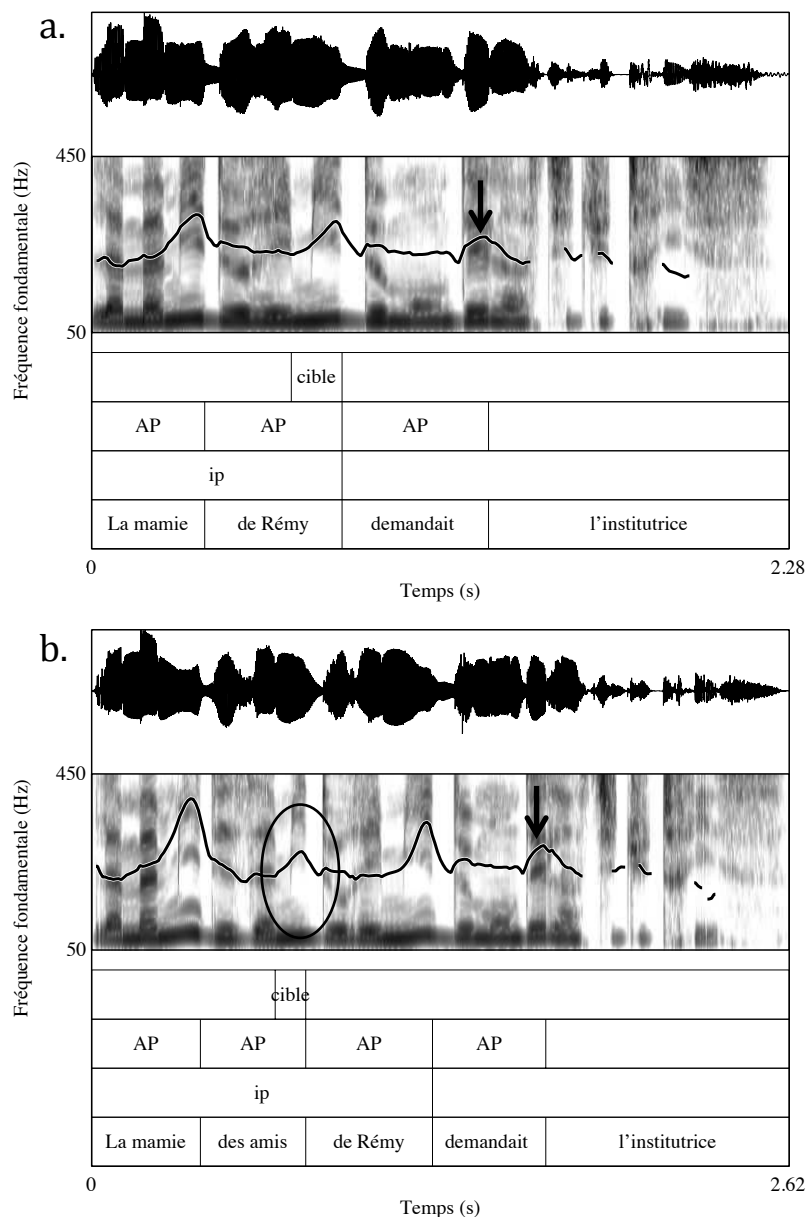 a.
Fréquence fondamentale (Hz)
450
50
cible
AP AP AP
ip
La mamie de Rémy demandait l’institutrice
0 2.28
Temps (s)
b.
Fréquence fondamentale (Hz)
450
50
cible
AP AP AP AP
ip
La mamie des amis de Rémy demandait l’institutrice
0 2.62
Temps (s)